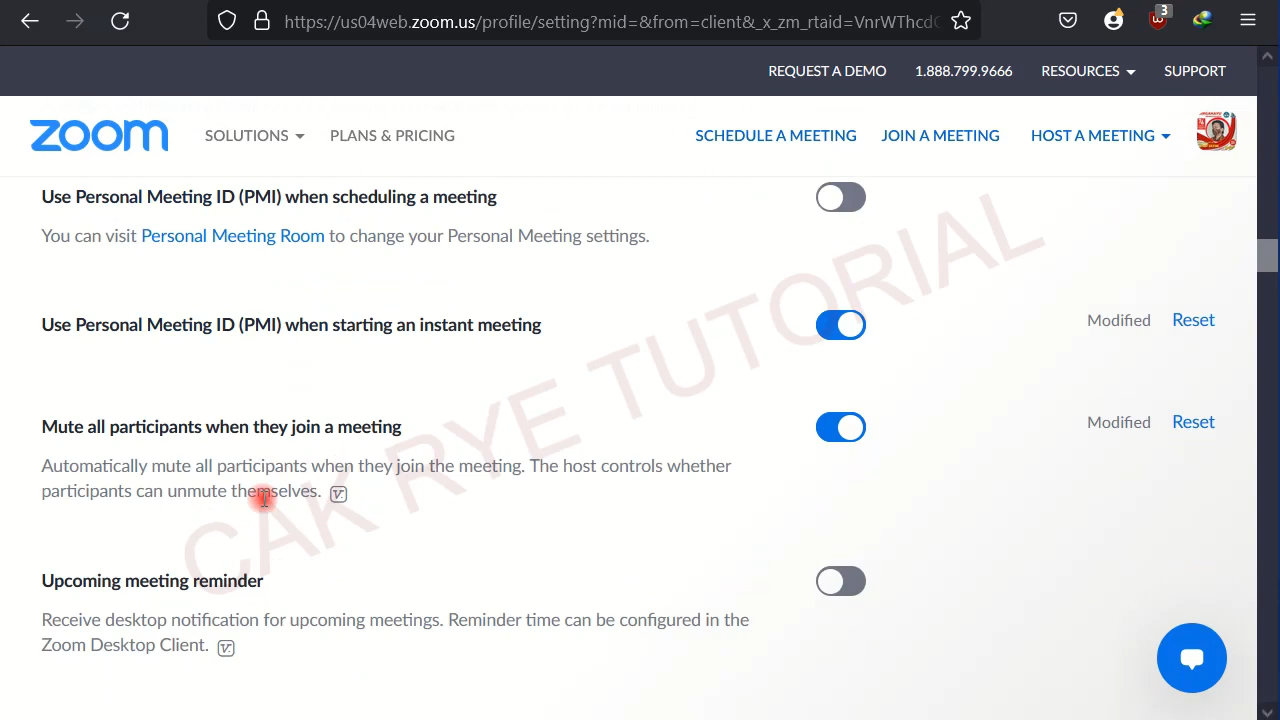 https://us04web.zoom.us/profile/setting?mid=&from=client&_x_zm_rtaid=VnrWThcdC
3
REQUEST A DEMO 1.888.799.9666 RESOURCES SUPPORT
zoom SOLUTIONS PLANS & PRICING SCHEDULE A MEETING JOIN A MEETING HOST A MEETING
Use Personal Meeting ID (PMI) when scheduling a meeting
You can visit Personal Meeting Room to change your Personal Meeting settings.
Use Personal Meeting ID (PMI) when starting an instant meeting
Modified Reset
Mute all participants when they join a meeting
Modified Reset
Automatically mute all participants when they join the meeting. The host controls whether
participants can unmute themselves.
CAK RYE TUTORIAL
Upcoming meeting reminder
Receive desktop notification for upcoming meetings. Reminder time can be configured in the
Zoom Desktop Client.